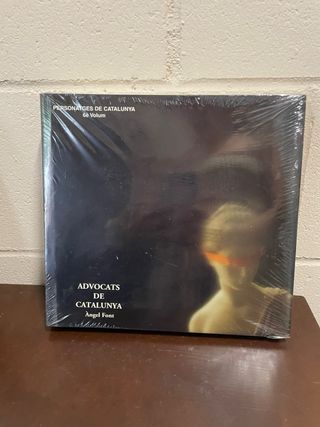 PERSONATGES DE CATALUNYA
6è Volum
ADVOCATS
DE
CATALUNYA
Àngel Font